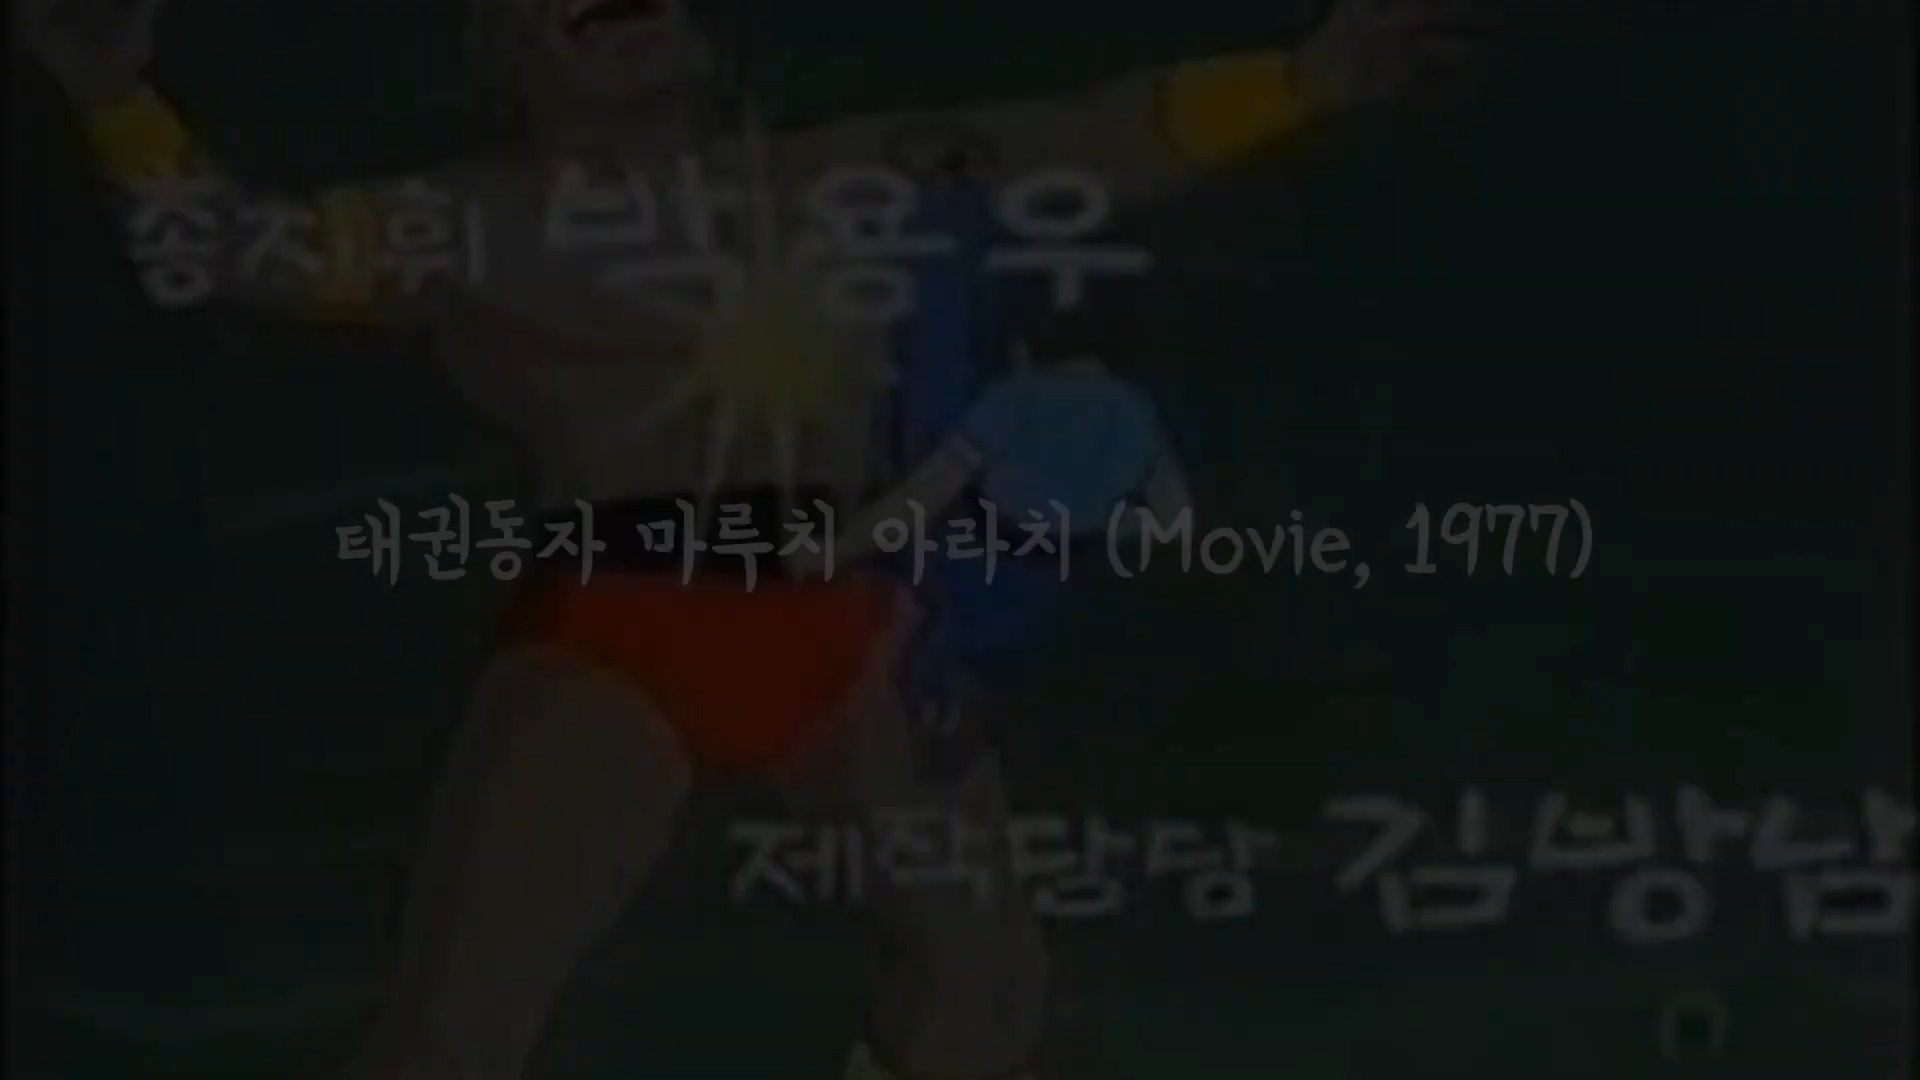 총지휘 박용우
태권동자 마루치 아라치 (Movie, 1977)
제작담당 김방남